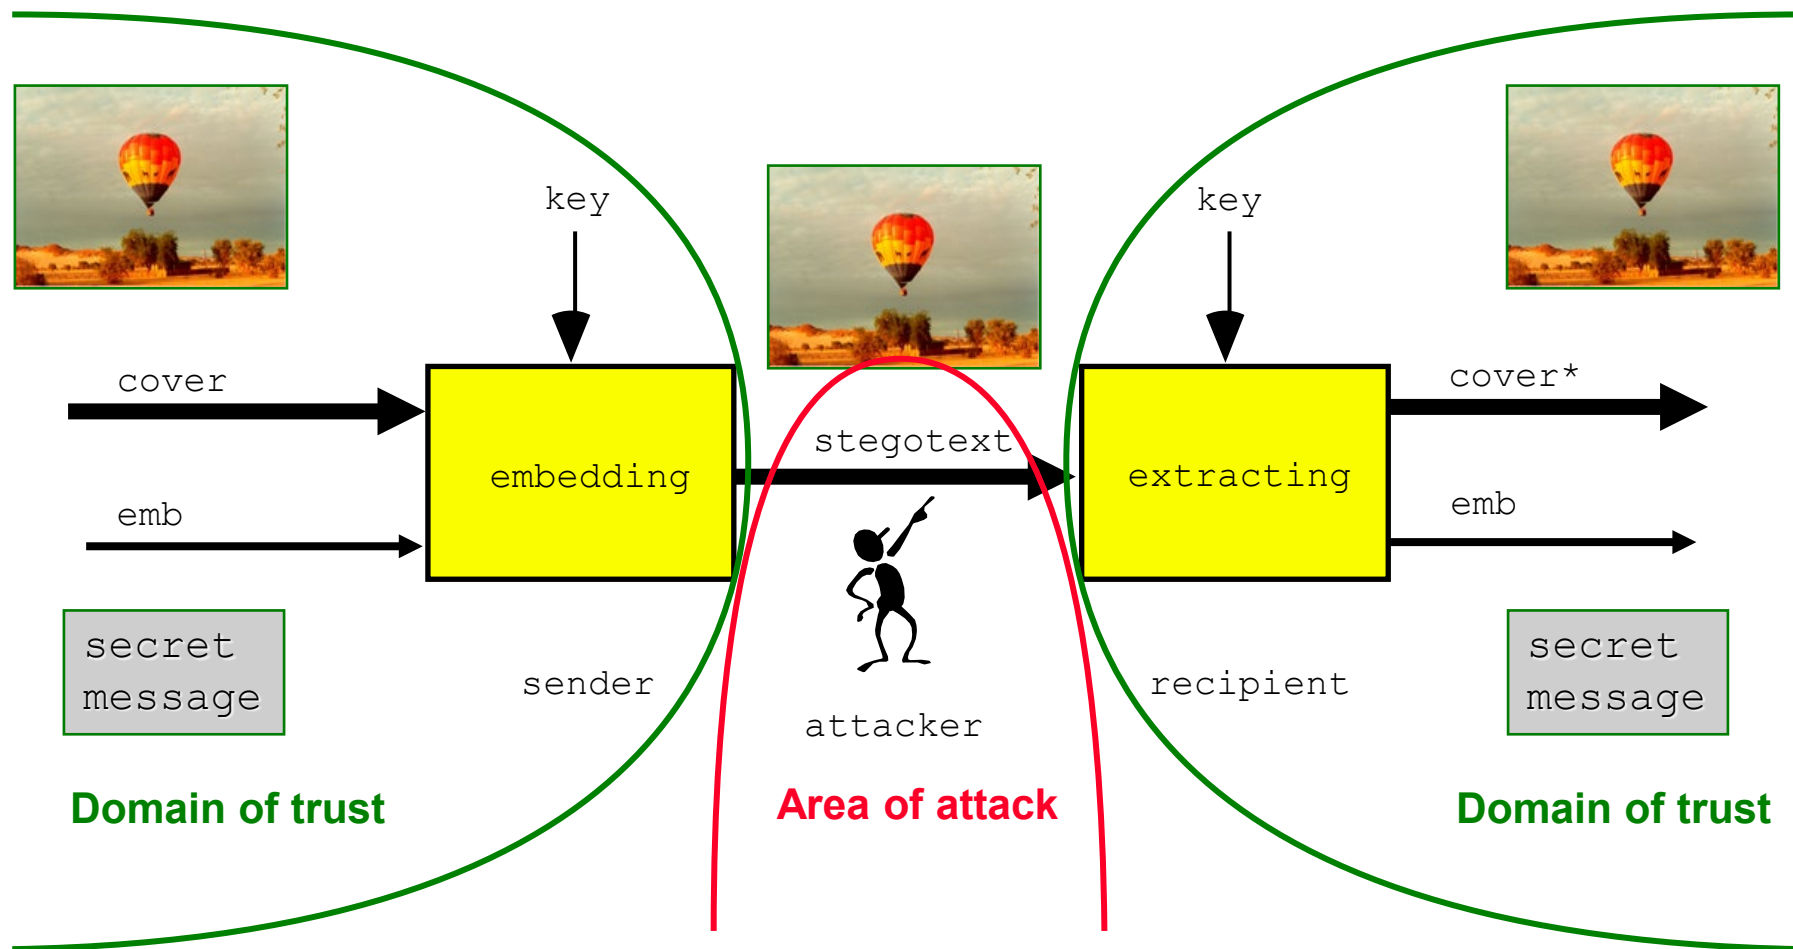 key
key
cover
cover*
stegotext
embedding
extracting
emb
emb
secret
message
secret
message
sender
recipient
attacker
Domain of trust
Area of attack
Domain of trust